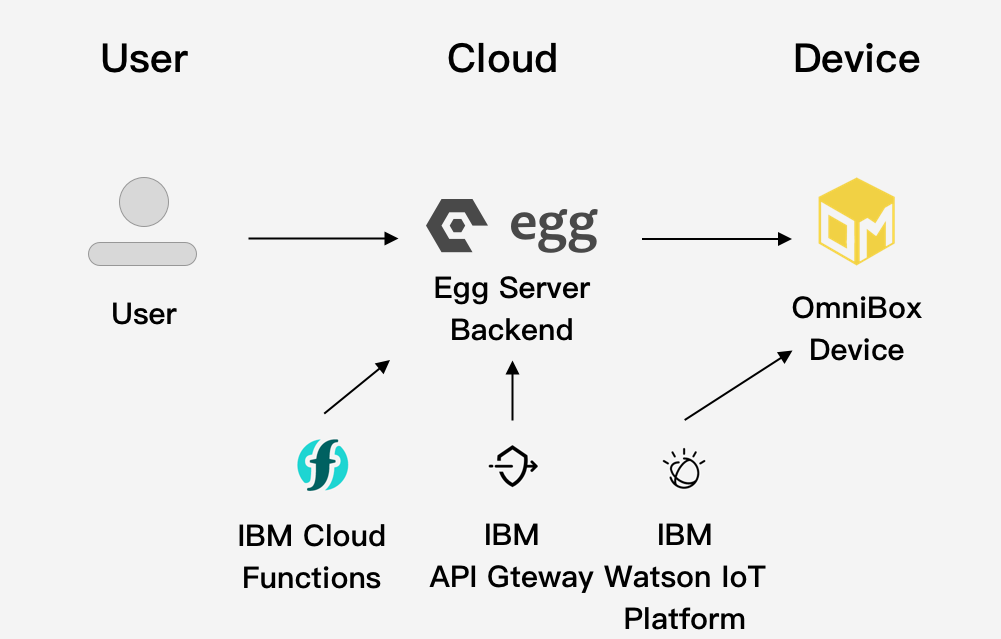 User
Cloud
Device
egg
OM
User
Egg Server
Backend
OmniBox
Device
f
IBM Cloud
Functions
IBM
API Gteway
IBM
Watson IoT
Platform